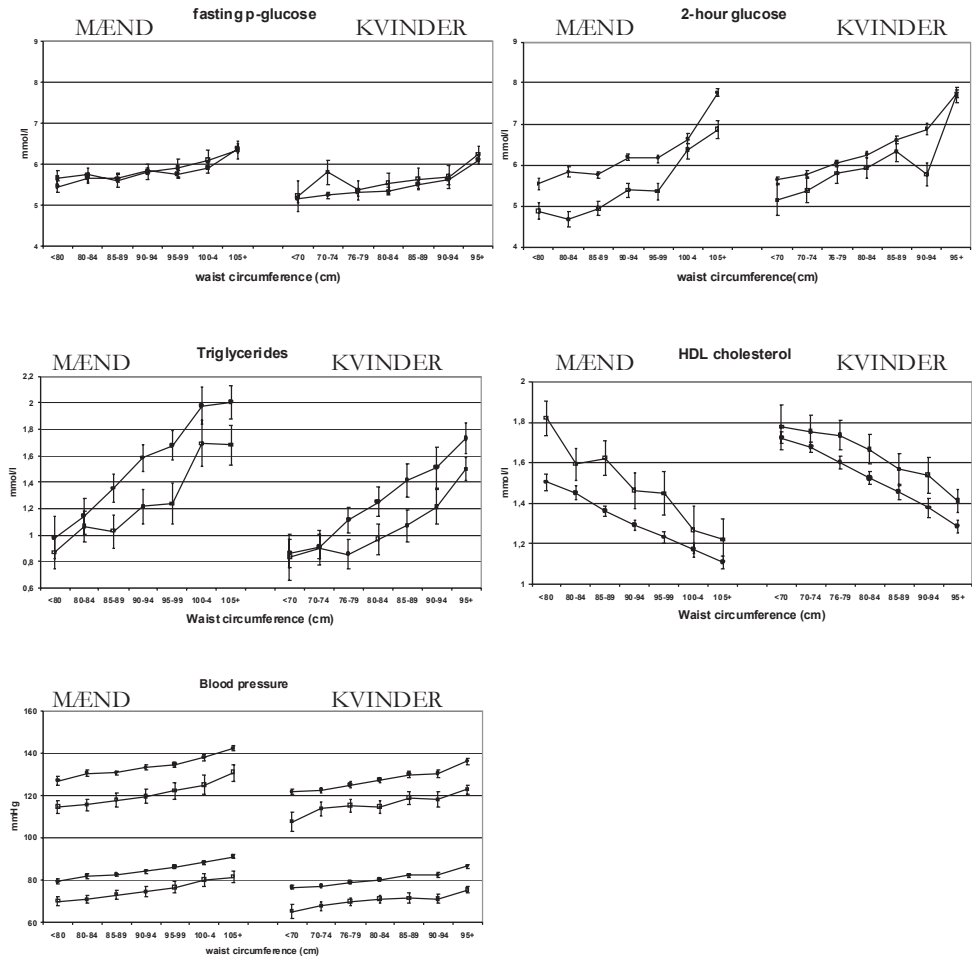 fasting p-glucose
MÆND KVINDER
9
8
7
6
5
4
mmol/l
<80 80-84 85-89 90-94 95-99 100-4 105+ <70 70-74 76-79 80-84 85-89 90-94 95+
waist circumference (cm)
2-hour glucose
MÆND KVINDER
9
8
7
6
5
4
mmol/l
<80 80-84 85-89 90-94 95-99 100-4 105+ <70 70-74 76-79 80-84 85-89 90-94 95+
waist circumference(cm)
Triglycerides
MÆND KVINDER
2,2
2
1,8
1,6
1,4
1,2
1
0,8
0,6
mmol/l
<80 80-84 85-89 90-94 95-99 100-4 105+ <70 70-74 76-79 80-84 85-89 90-94 95+
Waist circumference (cm)
HDL cholesterol
MÆND KVINDER
2
1,8
1,6
1,4
1,2
1
mmol/l
<80 80-84 85-89 90-94 95-99 100-4 105+ <70 70-74 76-79 80-84 85-89 90-94 95+
Waist circumference (cm)
Blood pressure
MÆND KVINDER
160
140
120
100
80
60
mmHg
<80 80-84 85-89 90-94 95-99 100-4 105+ <70 70-74 76-79 80-84 85-89 90-94 95+
waist circumference (cm)